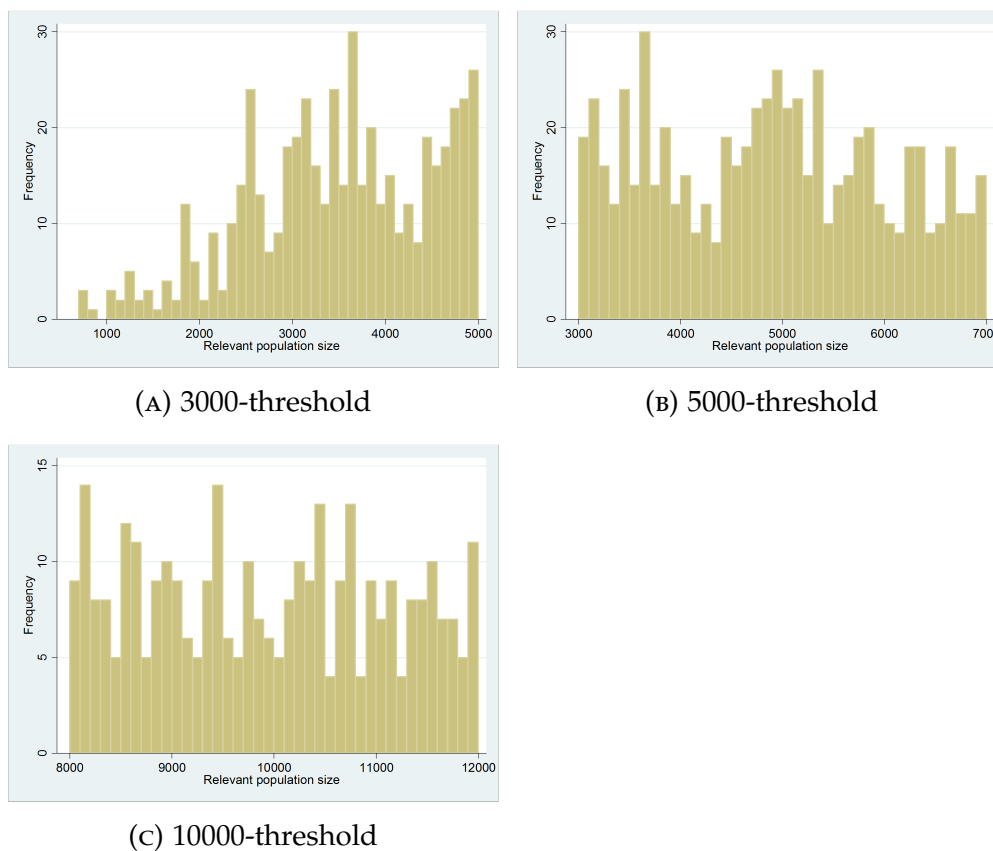 30
20
10
0
Frequency
1000 2000 3000 4000 5000
Relevant population size
(A) 3000-threshold
30
20
10
0
Frequency
3000 4000 5000 6000 700
Relevant population size
(B) 5000-threshold
15
10
5
0
Frequency
8000 9000 10000 11000 12000
Relevant population size
(C) 10000-threshold